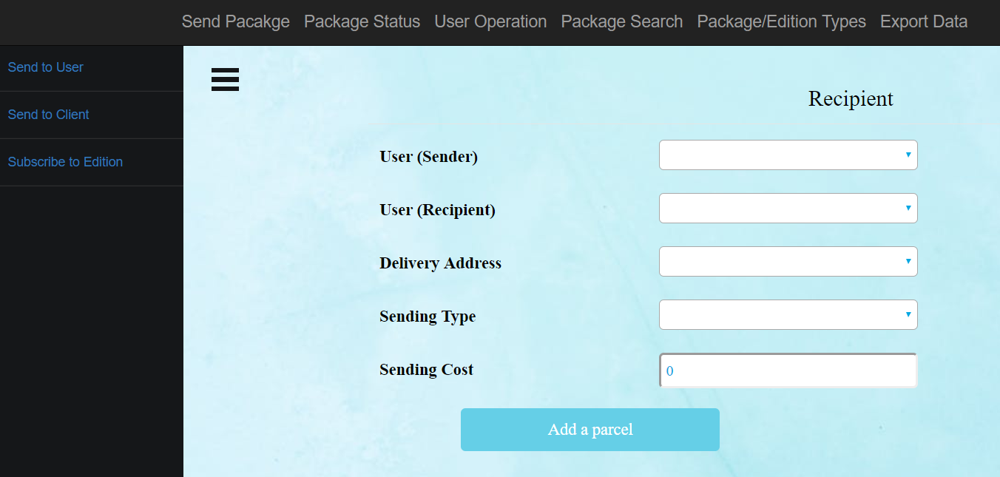 Send Pacakge Package Status User Operation Package Search Package/Edition Types Export Data
Send to User
Send to Client
Subscribe to Edition
Recipient
User (Sender)
User (Recipient)
Delivery Address
Sending Type
Sending Cost 0
Add a parcel